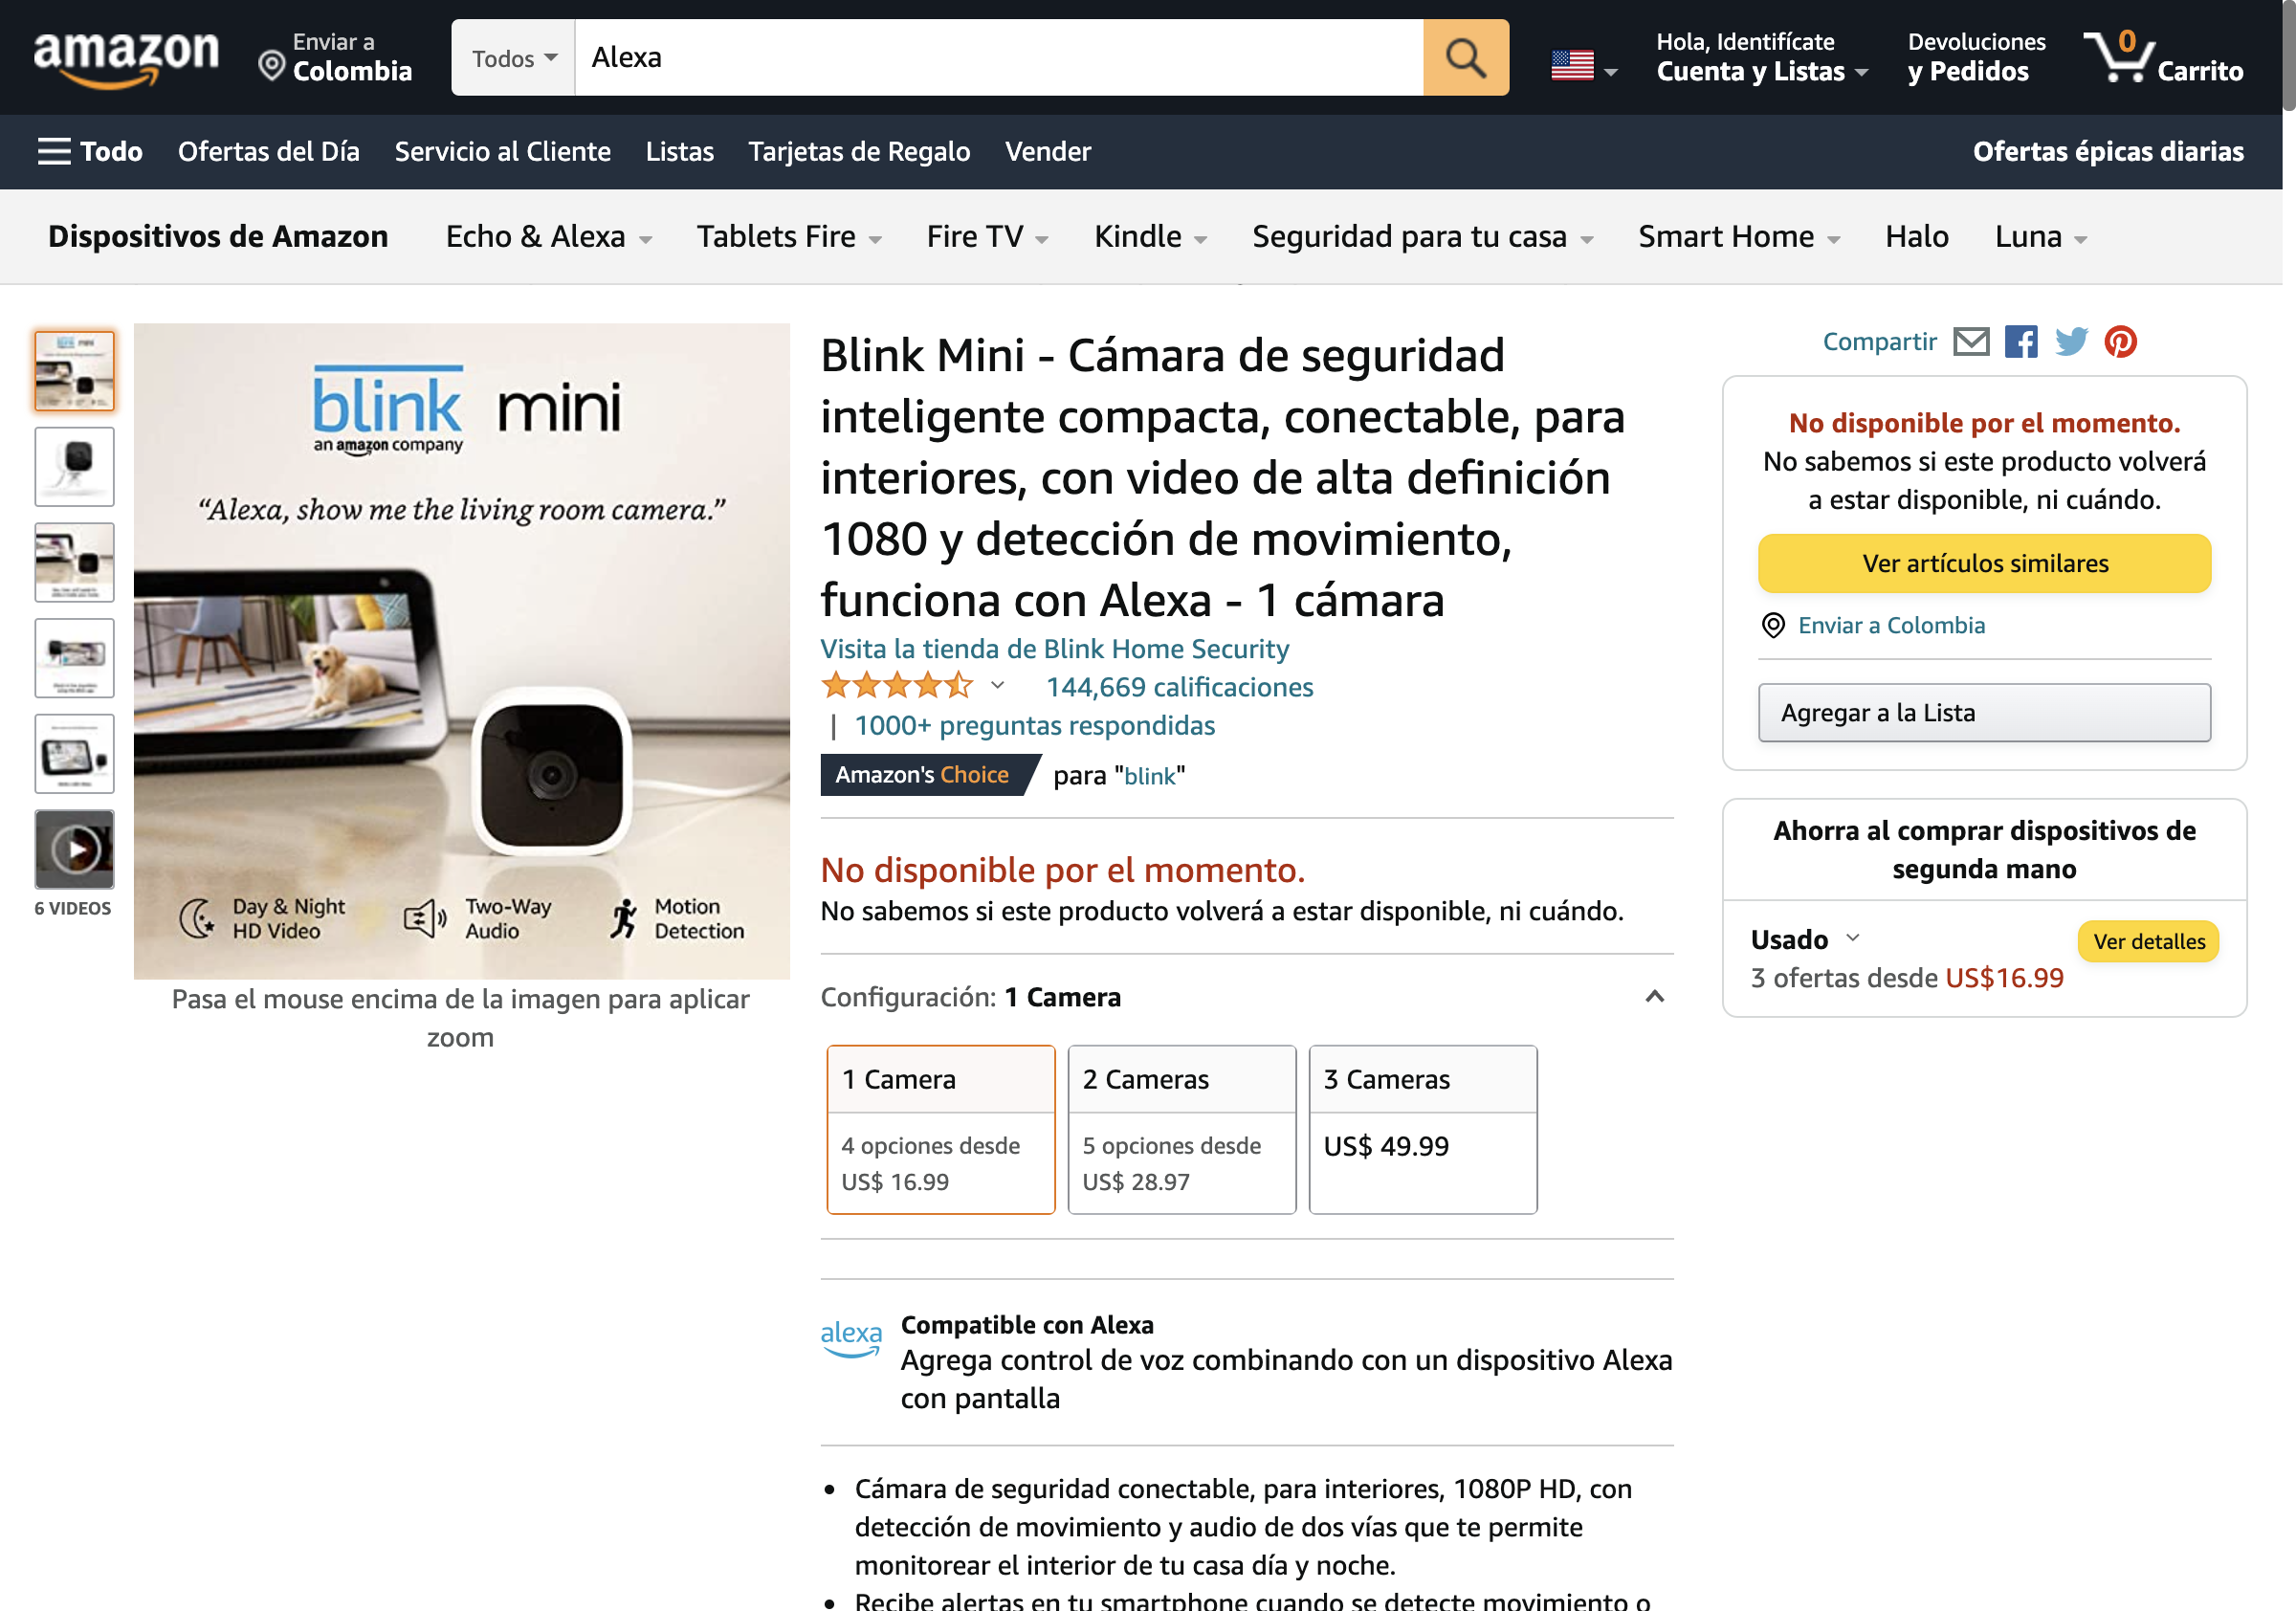 amazon
Enviar a
Colombia
Todos
Alexa
Hola, Identifícate
Cuenta y Listas
Devoluciones
y Pedidos
0
Carrito
Todo
Ofertas del Día
Servicio al Cliente
Listas
Tarjetas de Regalo
Vender
Ofertas épicas diarias
Dispositivos de Amazon
Echo & Alexa
Tablets Fire
Fire TV
Kindle
Seguridad para tu casa
Smart Home
Halo
Luna
6 VIDEOS
blink mini
an amazon company
“Alexa, show me the living room camera.”
Day & Night
HD Video
Two-Way
Audio
Motion
Detection
Pasa el mouse encima de la imagen para aplicar
zoom
Blink Mini - Cámara de seguridad
inteligente compacta, conectable, para
interiores, con video de alta definición
1080 y detección de movimiento,
funciona con Alexa - 1 cámara
Visita la tienda de Blink Home Security
144,669 calificaciones
| 1000+ preguntas respondidas
Amazon's Choice para "blink"
No disponible por el momento.
No sabemos si este producto volverá a estar disponible, ni cuándo.
Configuración: 1 Camera
1 Camera
4 opciones desde
US$ 16.99
2 Cameras
5 opciones desde
US$ 28.97
3 Cameras
US$ 49.99
alexa
Compatible con Alexa
Agrega control de voz combinando con un dispositivo Alexa
con pantalla
• Cámara de seguridad conectable, para interiores, 1080P HD, con
detección de movimiento y audio de dos vías que te permite
monitorear el interior de tu casa día y noche.
• Recibe alertas en tu smartphone cuando se detecte movimiento o
Compartir
No disponible por el momento.
No sabemos si este producto volverá
a estar disponible, ni cuándo.
Ver artículos similares
Enviar a Colombia
Agregar a la Lista
Ahorra al comprar dispositivos de
segunda mano
Usado
Ver detalles
3 ofertas desde US$16.99